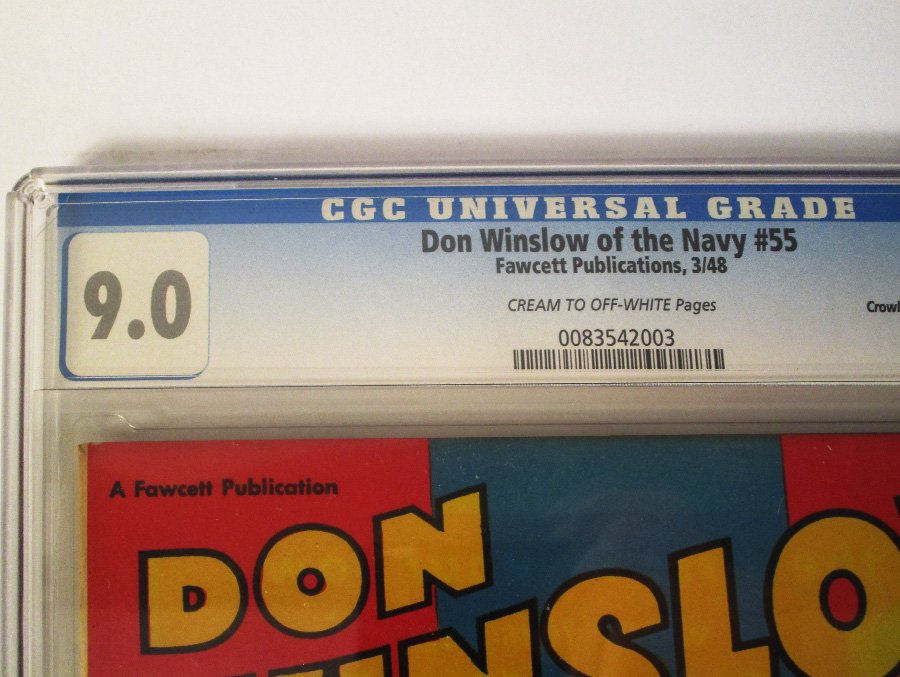 CGC UNIVERSAL GRADE
9.0
Don Winslow of the Navy #55
Fawcett Publications, 3/48
CREAM TO OFF-WHITE Pages
0083542003
A Fawcett Publication
DON